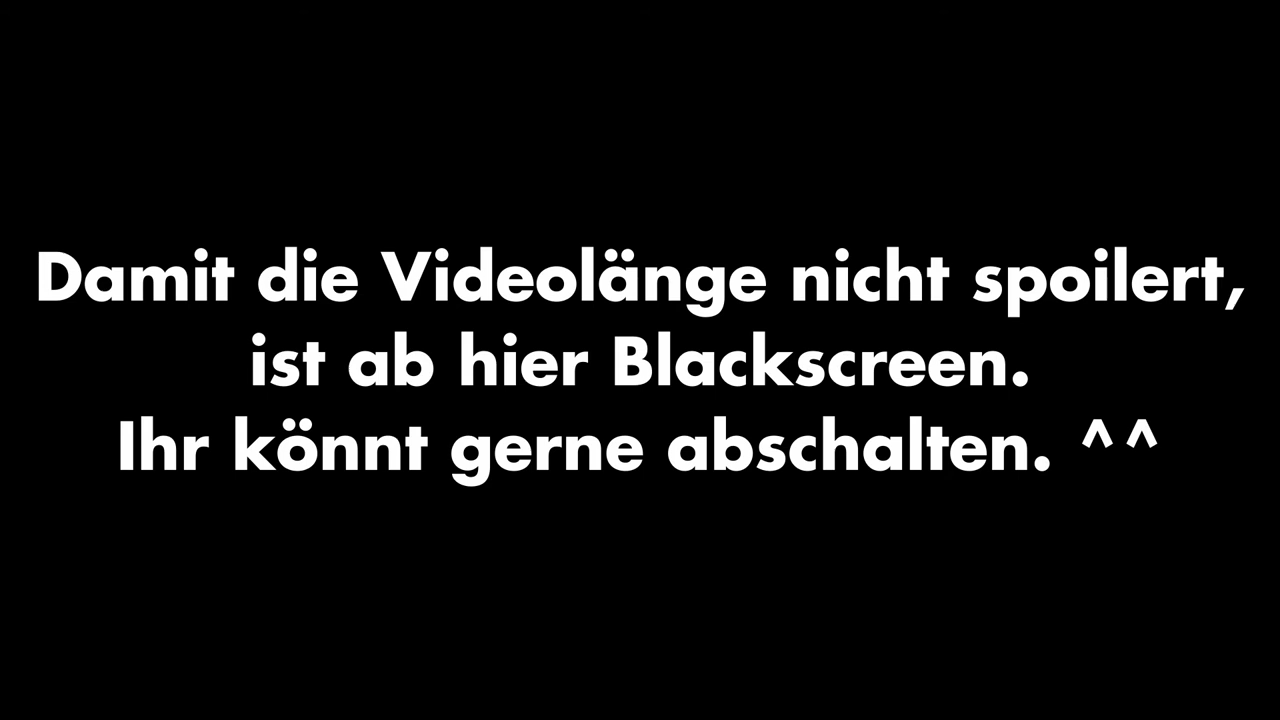 Damit die Videolänge nicht spoilert,
ist ab hier Blackscreen.
Ihr könnt gerne abschalten. ^^